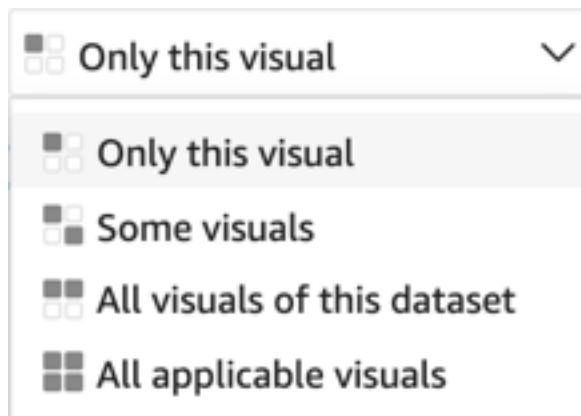 Only this visual
Only this visual
Some visuals
All visuals of this dataset
All applicable visuals